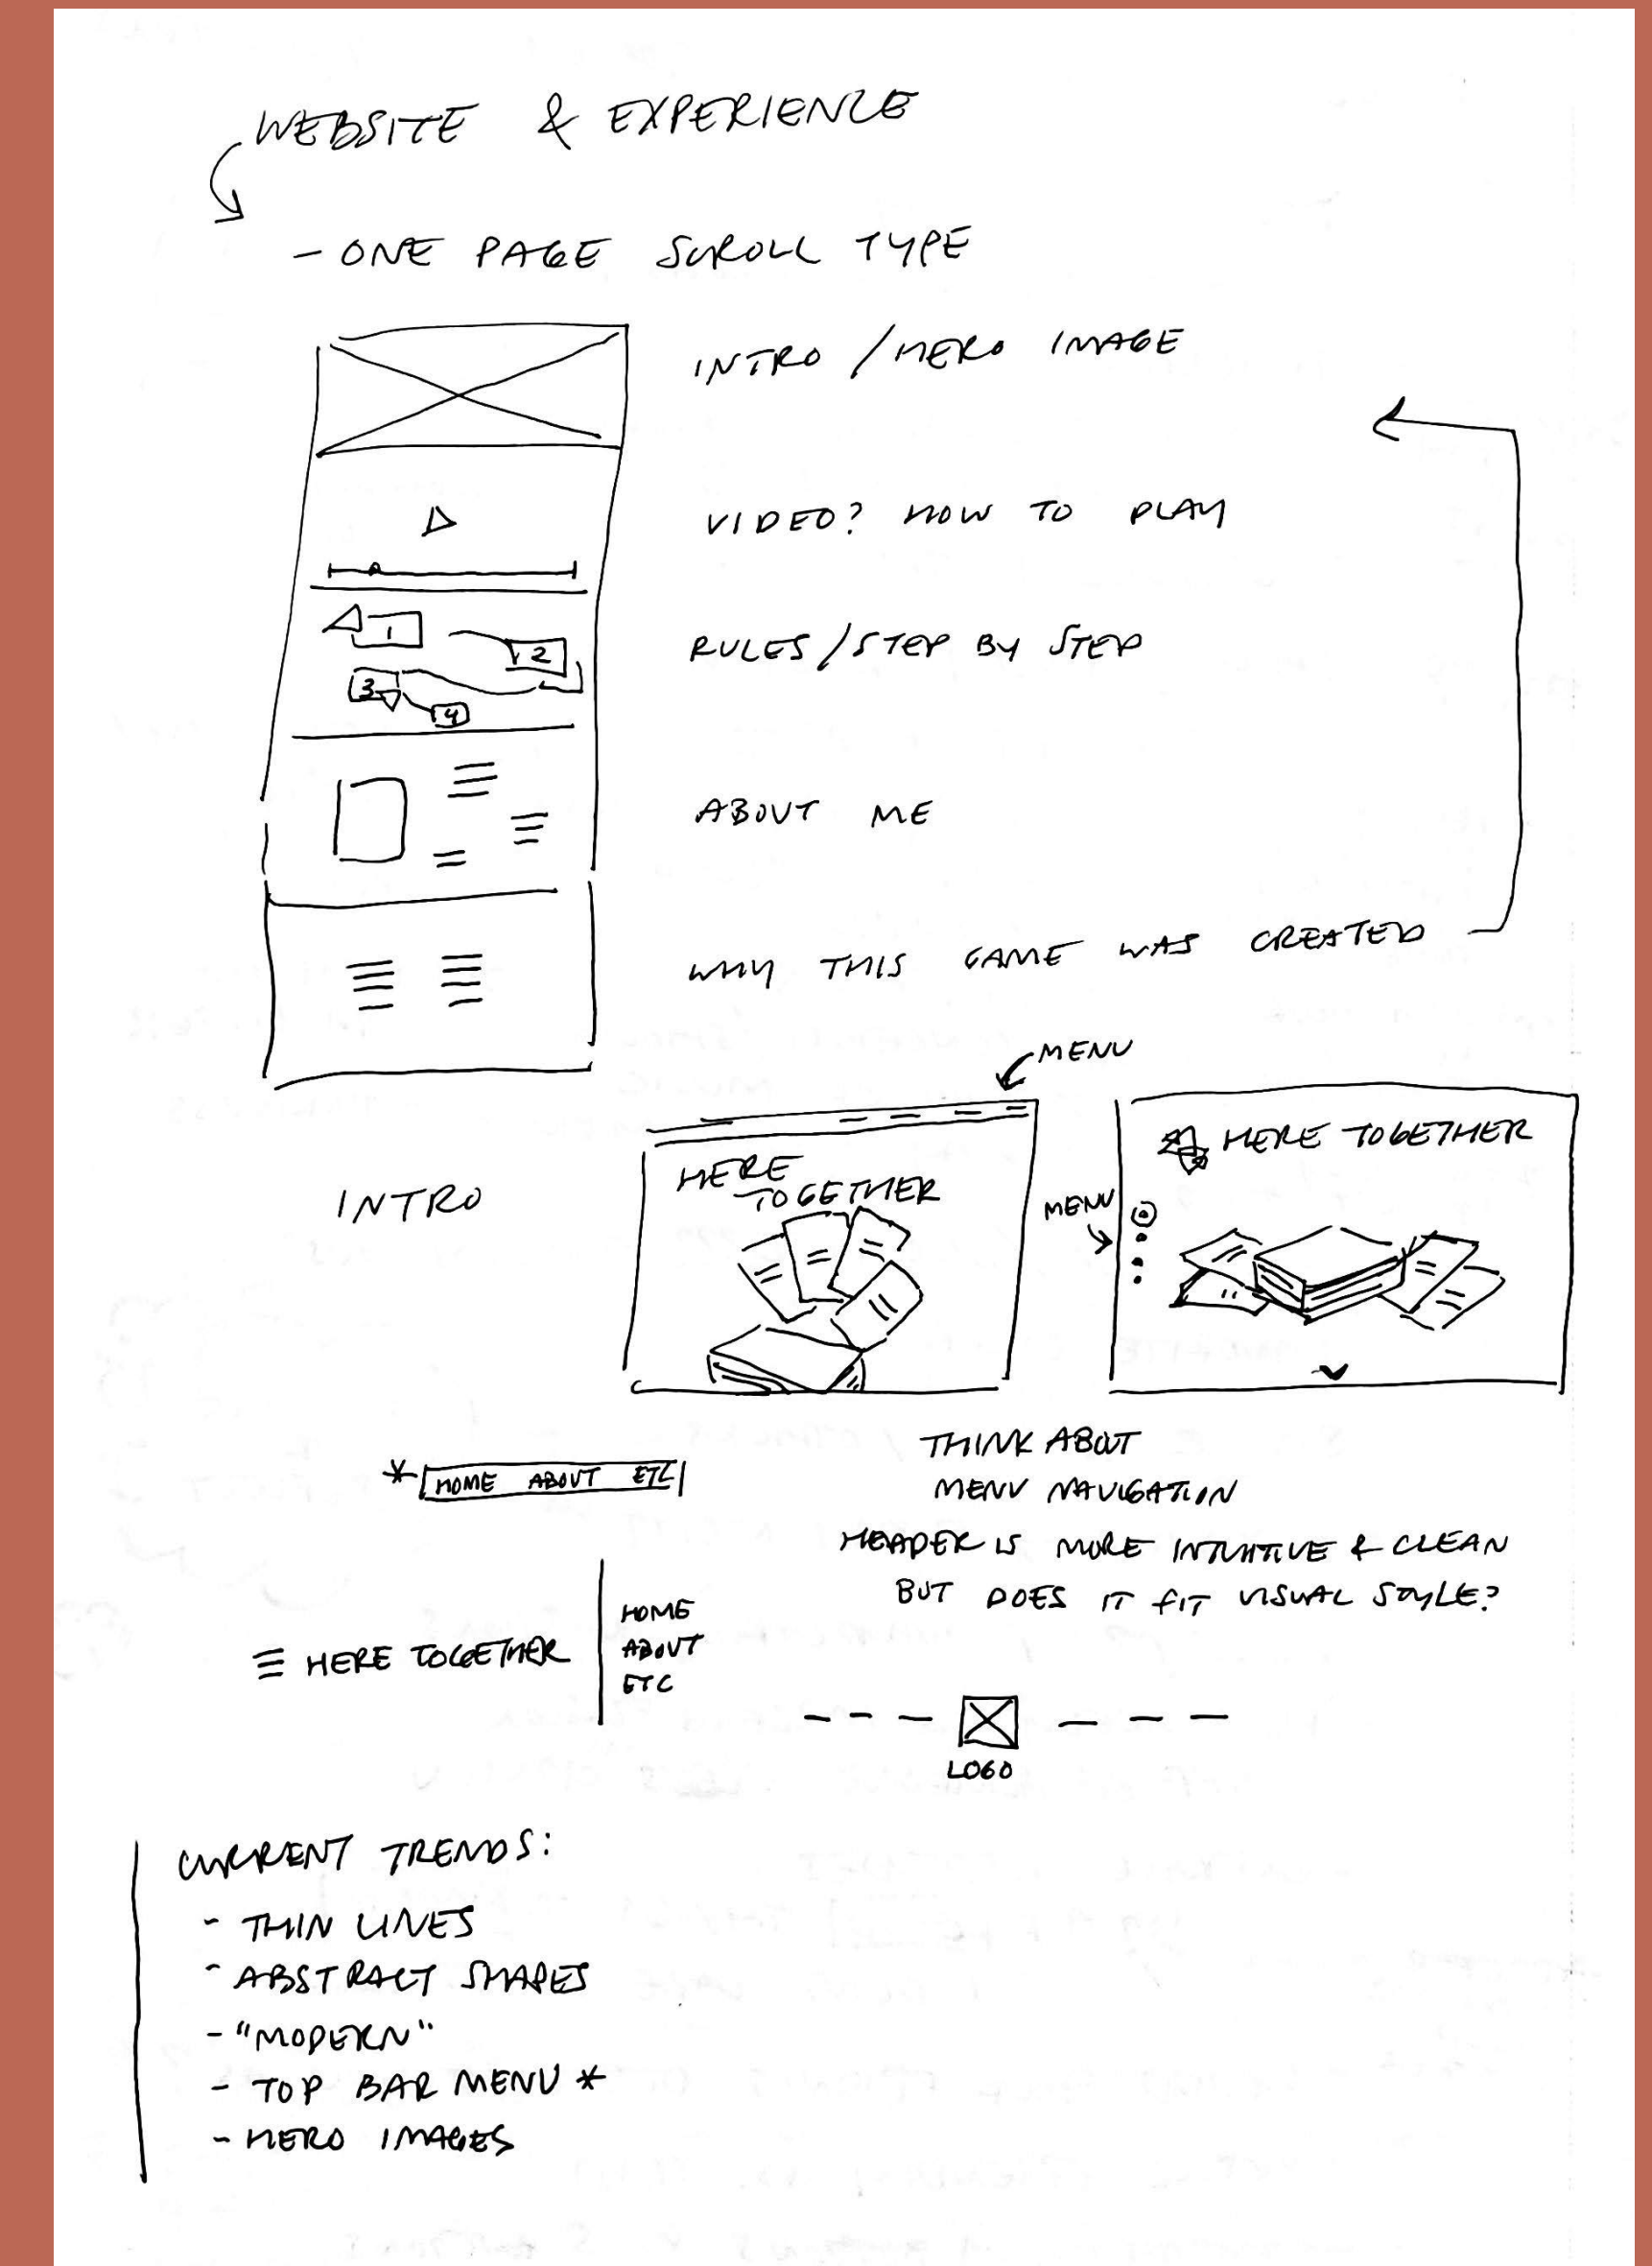 WEBSITE & EXPERIENCE
- ONE PAGE SCROLL TYPE
INTRO / HERO IMAGE
VIDEO? HOW TO PLAY
1
2
3
4
RULES / STEP BY STEP
ABOUT ME
WHY THIS GAME WAS CREATED
MENU
INTRO
HERE
TOGETHER
MENU
HERE TOGETHER
THINK ABOUT
MENU NAVIGATION
* HOME ABOUT ETC
HEADER IS MORE INTUITIVE & CLEAN
BUT DOES IT FIT VISUAL STYLE?
HERE TOGETHER
HOME
ABOUT
ETC
LOGO
CURRENT TRENDS:
- THIN LINES
- ABSTRACT SHAPES
- "MODERN"
- TOP BAR MENU *
- HERO IMAGES